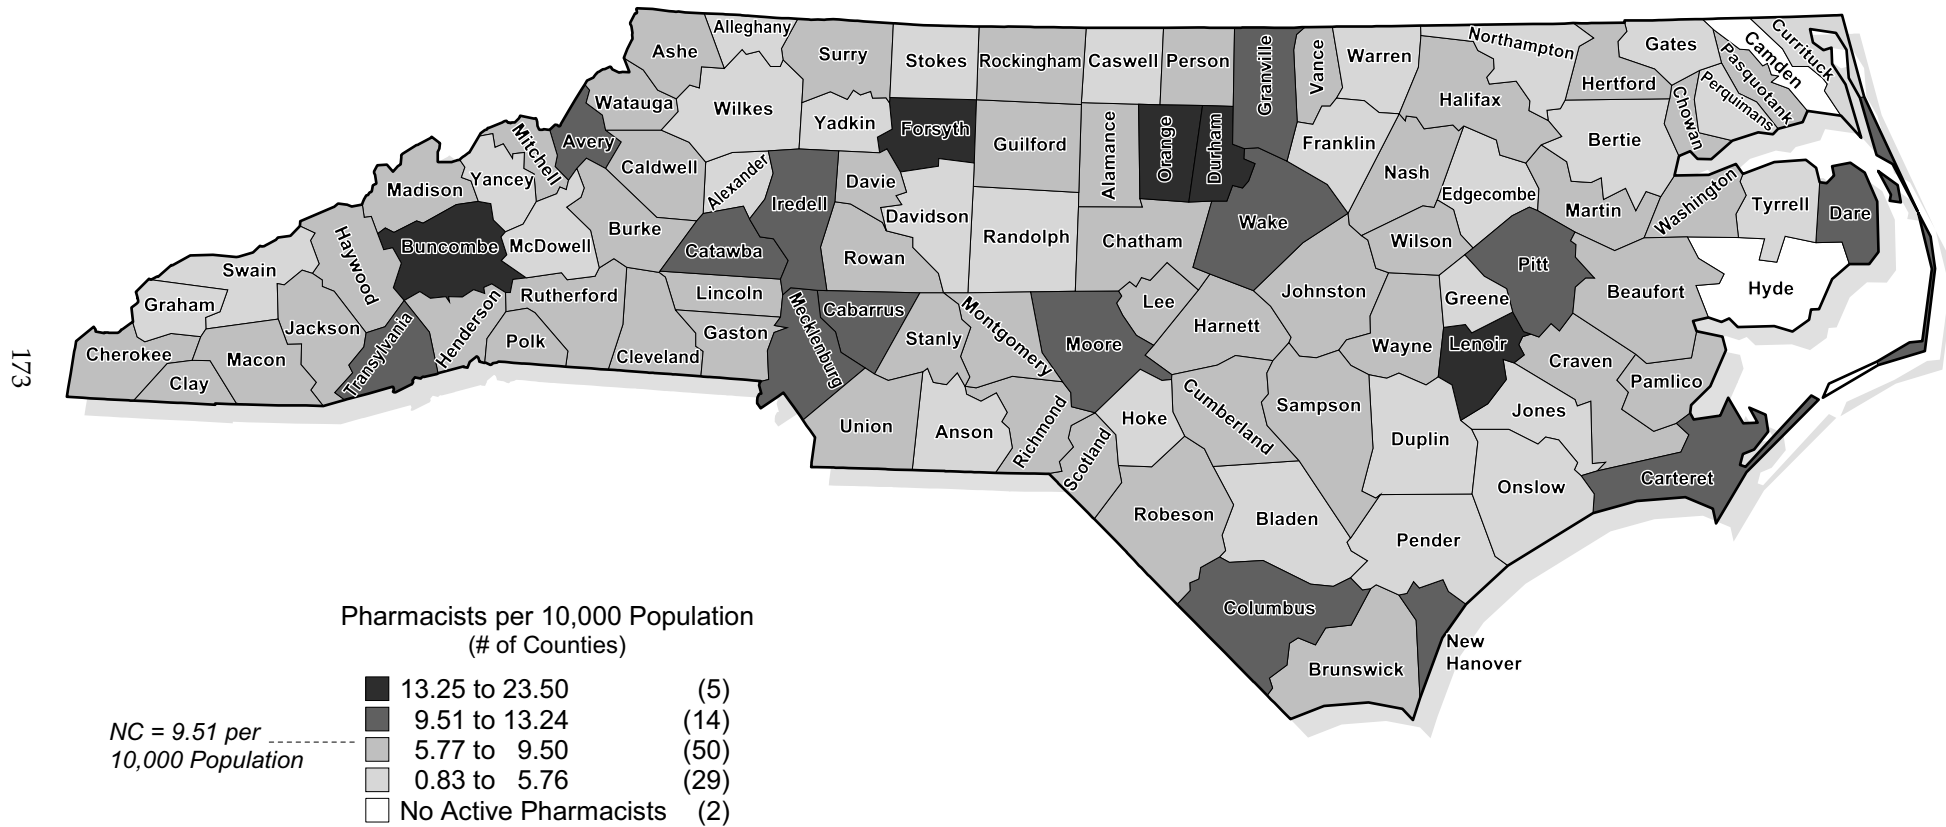 Alleghany
Ashe
Surry
Stokes
Rockingham
Caswell
Person
Granville
Vance
Warren
Northampton
Gates
Camden
Currituck
Pasquotank
Perquimans
Chowan
Hertford
Halifax
Watauga
Wilkes
Yadkin
Forsyth
Guilford
Alamance
Orange
Durham
Franklin
Bertie
Mitchell
Avery
Caldwell
Alexander
Iredell
Davie
Davidson
Randolph
Chatham
Wake
Nash
Edgecombe
Martin
Washington
Tyrrell
Dare
Madison
Yancey
Buncombe
McDowell
Burke
Catawba
Rowan
Wilson
Pitt
Beaufort
Hyde
Haywood
Swain
Graham
Jackson
Cherokee
Macon
Clay
Transylvania
Henderson
Rutherford
Polk
Cleveland
Lincoln
Gaston
Mecklenburg
Cabarrus
Stanly
Montgomery
Moore
Lee
Harnett
Johnston
Wayne
Greene
Lenoir
Craven
Pamlico
Union
Anson
Richmond
Scotland
Hoke
Cumberland
Sampson
Duplin
Jones
Onslow
Carteret
Robeson
Bladen
Pender
Columbus
Brunswick
New
Hanover
173
Pharmacists per 10,000 Population
(# of Counties)
13.25 to 23.50 (5)
9.51 to 13.24 (14)
5.77 to 9.50 (50)
0.83 to 5.76 (29)
No Active Pharmacists (2)
NC = 9.51 per
10,000 Population